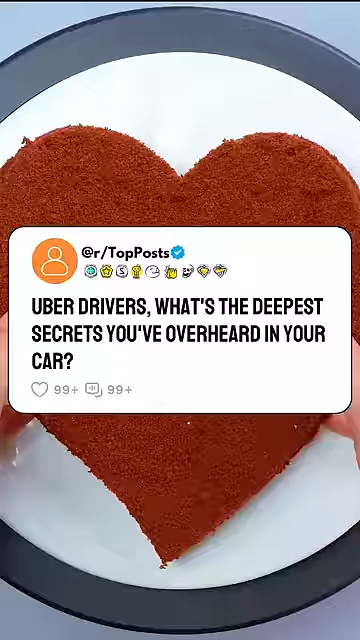 @r/TopPosts
UBER DRIVERS, WHAT'S THE DEEPEST
SECRETS YOU'VE OVERHEARD IN YOUR
CAR?
99+ 99+